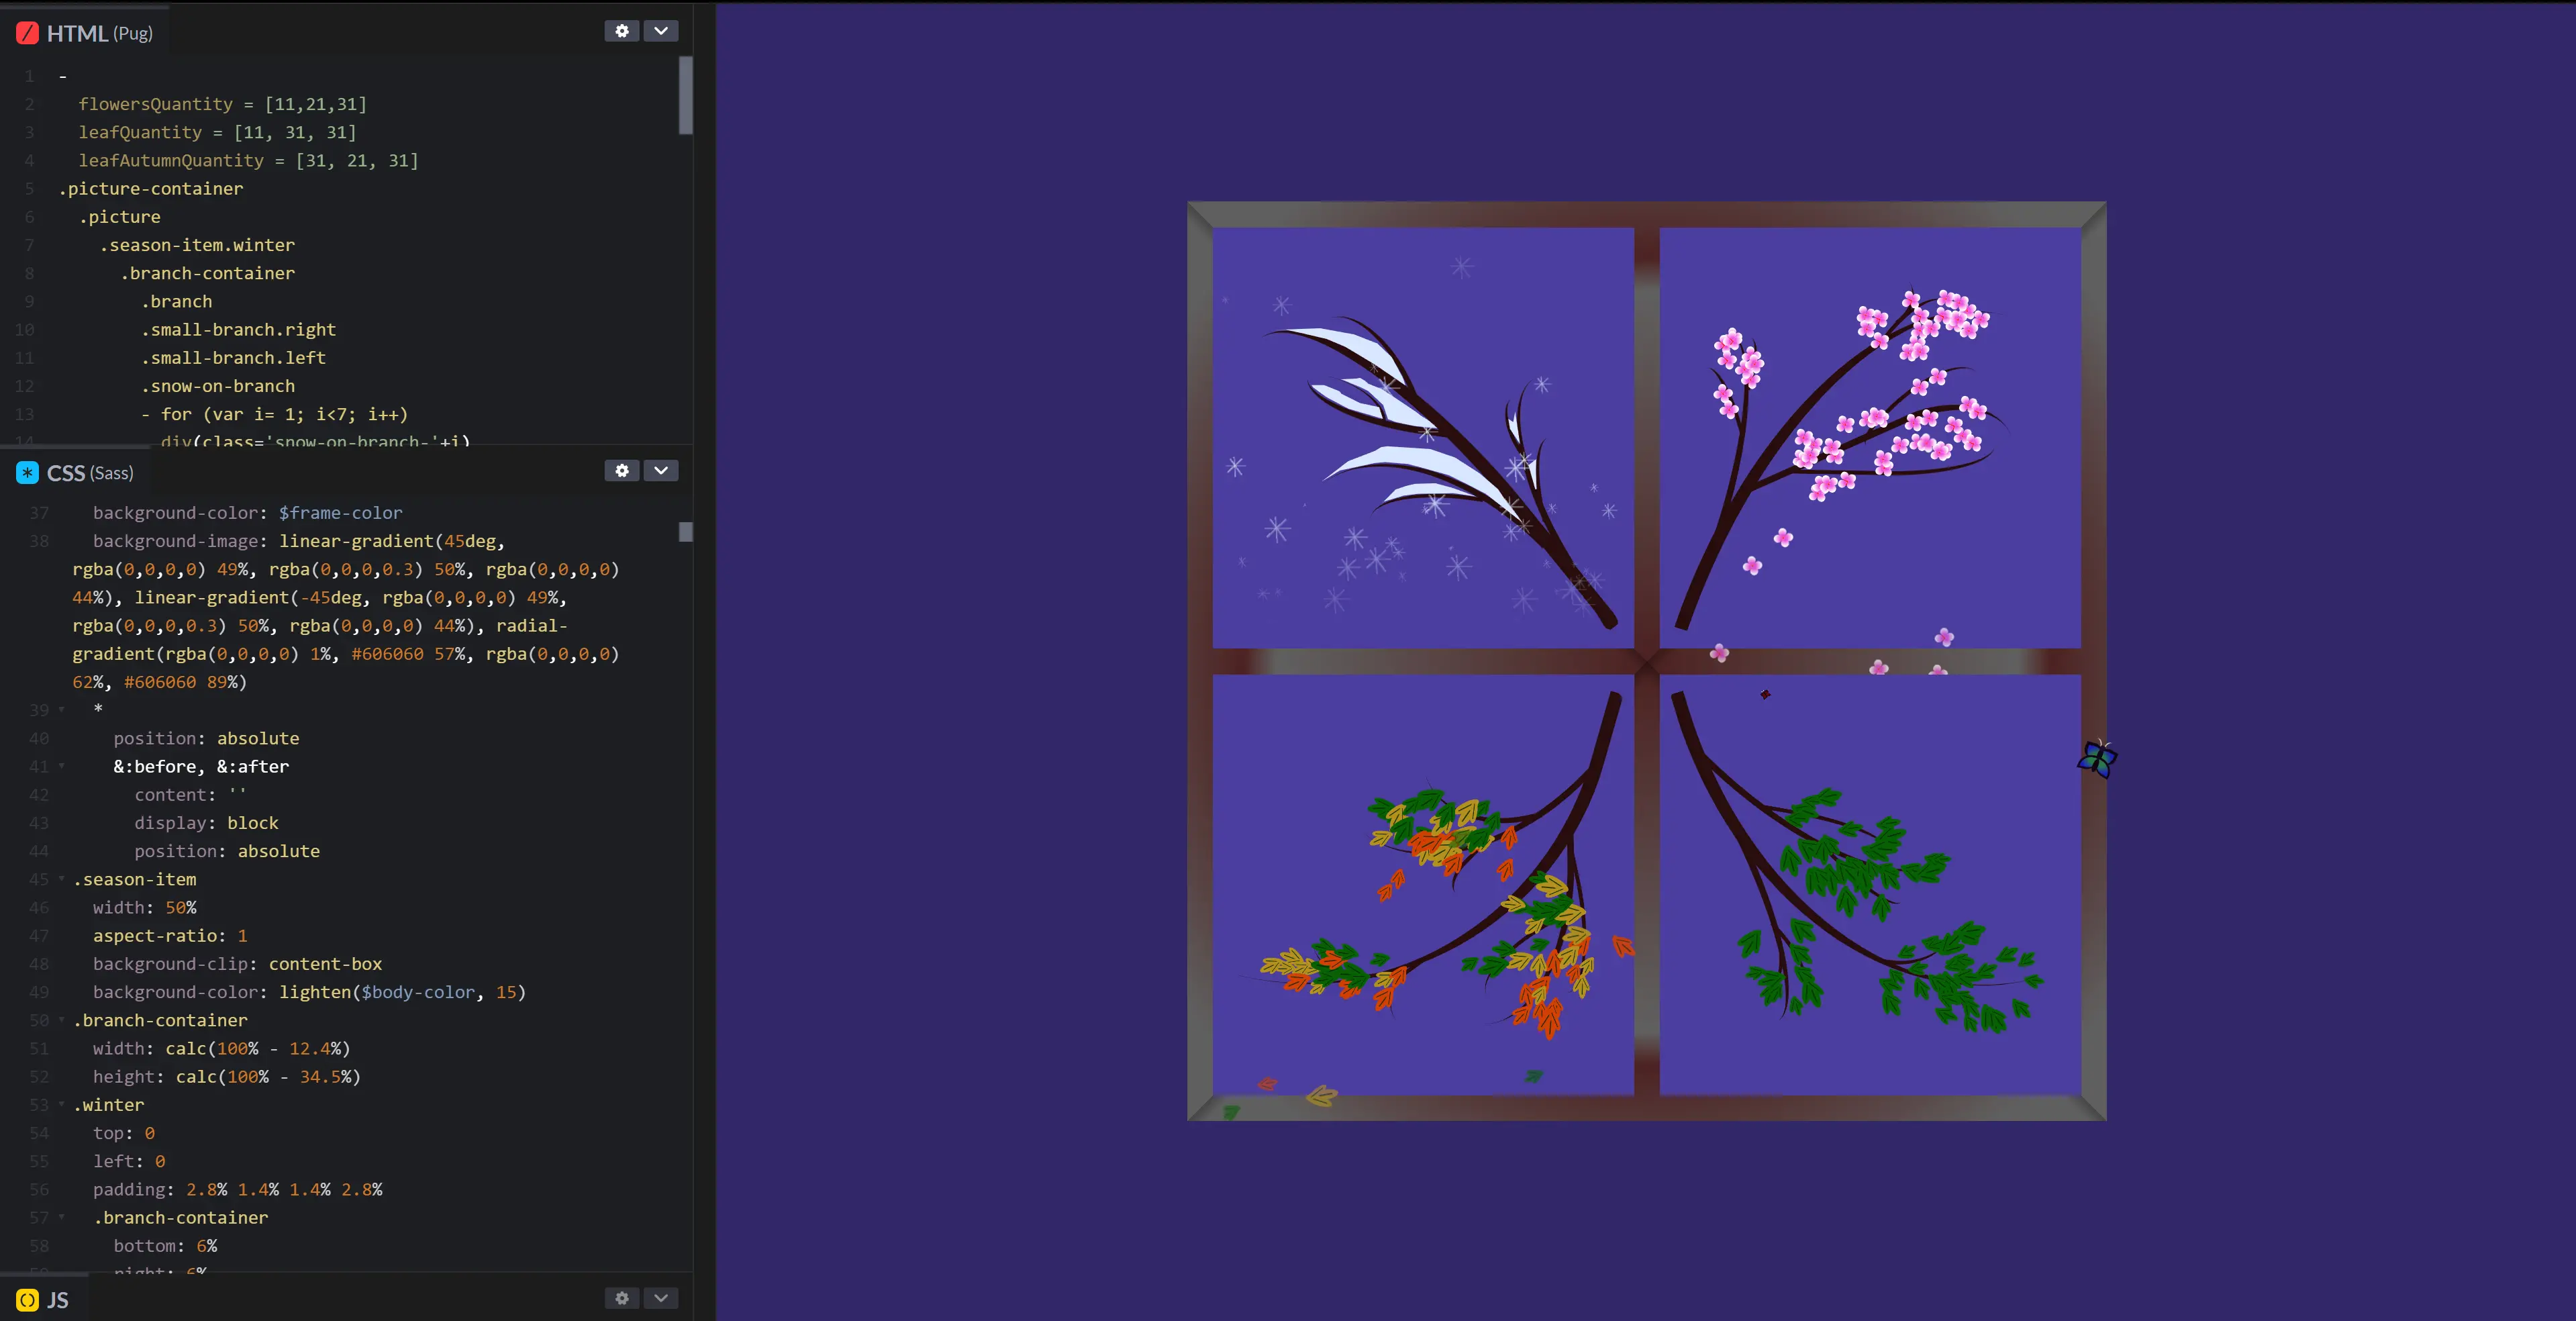 HTML (Pug)
1 -
2 flowersQuantity = [11,21,31]
3 leafQuantity = [11, 31, 31]
4 leafAutumnQuantity = [31, 21, 31]
5 .picture-container
6 .picture
7 .season-item.winter
8 .branch-container
9 .branch
10 .small-branch.right
11 .small-branch.left
12 .snow-on-branch
13 - for (var i= 1; i<7; i++)
14 div(class='snow-on-branch-'+i)
CSS (Sass)
37 background-color: $frame-color
38 background-image: linear-gradient(45deg,
rgba(0,0,0,0) 49%, rgba(0,0,0,0.3) 50%, rgba(0,0,0,0)
44%), linear-gradient(-45deg, rgba(0,0,0,0) 49%,
rgba(0,0,0,0.3) 50%, rgba(0,0,0,0) 44%), radial-
gradient(rgba(0,0,0,0) 1%, #606060 57%, rgba(0,0,0,0)
62%, #606060 89%)
39 *
40 position: absolute
41 &:before, &:after
42 content: ''
43 display: block
44 position: absolute
45 .season-item
46 width: 50%
47 aspect-ratio: 1
48 background-clip: content-box
49 background-color: lighten($body-color, 15)
50 .branch-container
51 width: calc(100% - 12.4%)
52 height: calc(100% - 34.5%)
53 .winter
54 top: 0
55 left: 0
56 padding: 2.8% 1.4% 1.4% 2.8%
57 .branch-container
58 bottom: 6%
59 right: 6%
JS